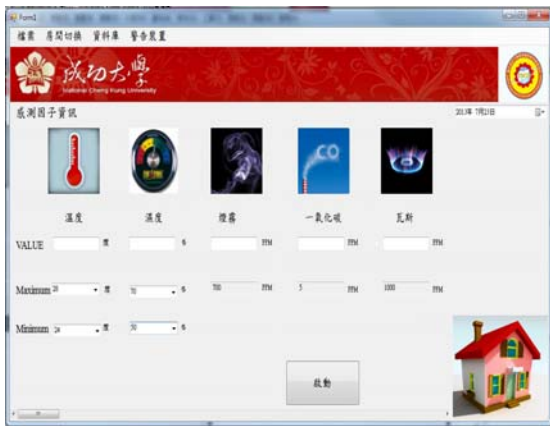 Form1
檔案 房間切換 資料庫 警告裝置
成功大學
National Cheng Kung University
感測因子資訊
2013年 7月23日
CO
溫度 濕度 煙霧 一氧化碳 瓦斯
VALUE 度 % PPM PPM PPM
Maximum 28 度 70 % 700 PPM 5 PPM 1000 PPM
Minimum 24 度 50 %
啟動